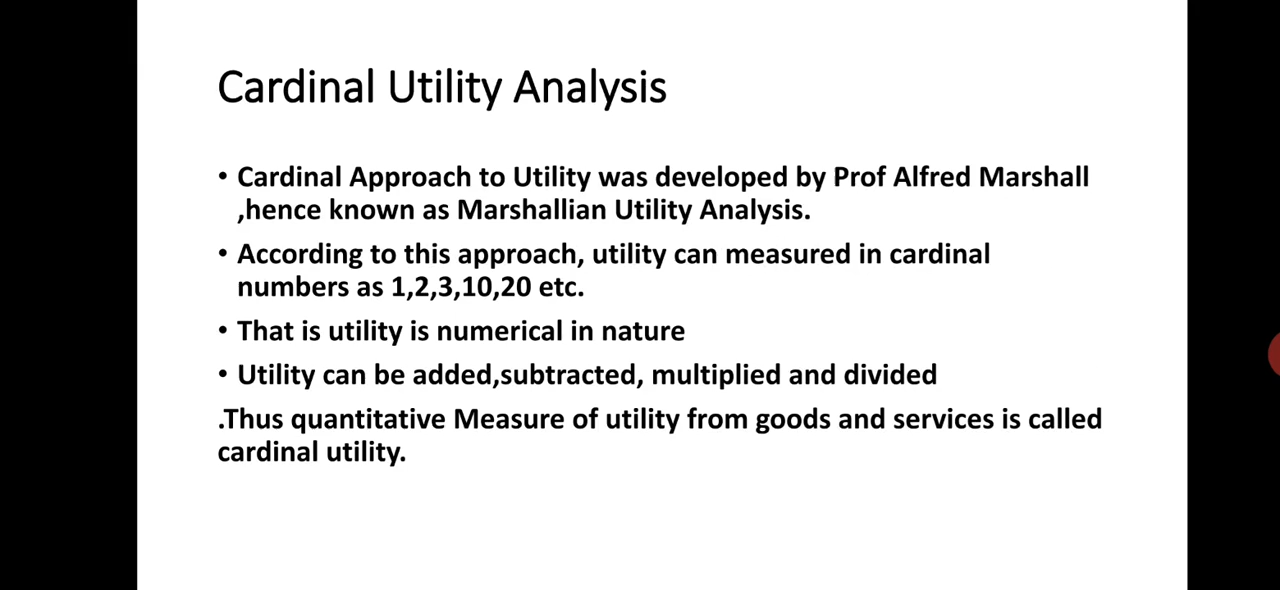 Cardinal Utility Analysis
• Cardinal Approach to Utility was developed by Prof Alfred Marshall
,hence known as Marshallian Utility Analysis.
• According to this approach, utility can measured in cardinal
numbers as 1,2,3,10,20 etc.
• That is utility is numerical in nature
• Utility can be added,subtracted, multiplied and divided
.Thus quantitative Measure of utility from goods and services is called
cardinal utility.